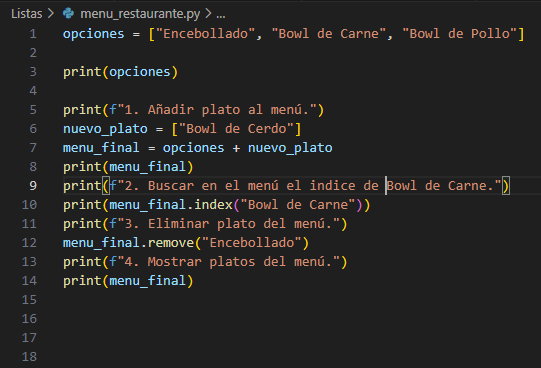 Listas > menu_restaurante.py > ...
1 opciones = ["Encebollado", "Bowl de Carne", "Bowl de Pollo"]
2
3 print(opciones)
4
5 print(f"1. Añadir plato al menú.")
6 nuevo_plato = ["Bowl de Cerdo"]
7 menu_final = opciones + nuevo_plato
8 print(menu_final)
9 print(f"2. Buscar en el menú el indice de Bowl de Carne.")
10 print(menu_final.index("Bowl de Carne"))
11 print(f"3. Eliminar plato del menú.")
12 menu_final.remove("Encebollado")
13 print(f"4. Mostrar platos del menú.")
14 print(menu_final)
15
16
17
18